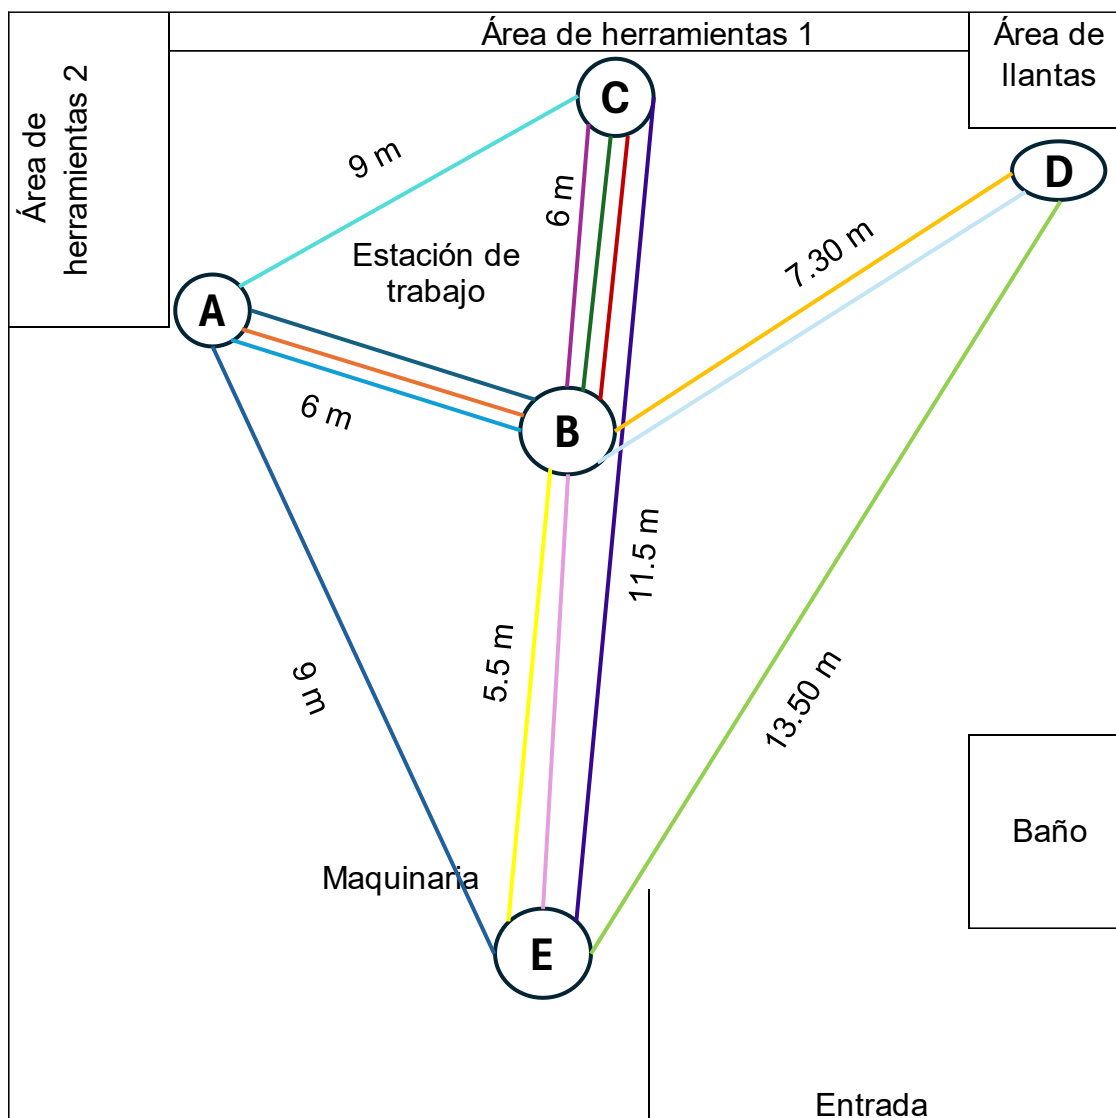 Área de herramientas 1
Área de
llantas
Área de
herramientas 2
C
D
9 m
6 m
7.30 m
Estación de
trabajo
A
6 m
B
11.5 m
5.5 m
9 m
13.50 m
Baño
Maquinaria
E
Entrada